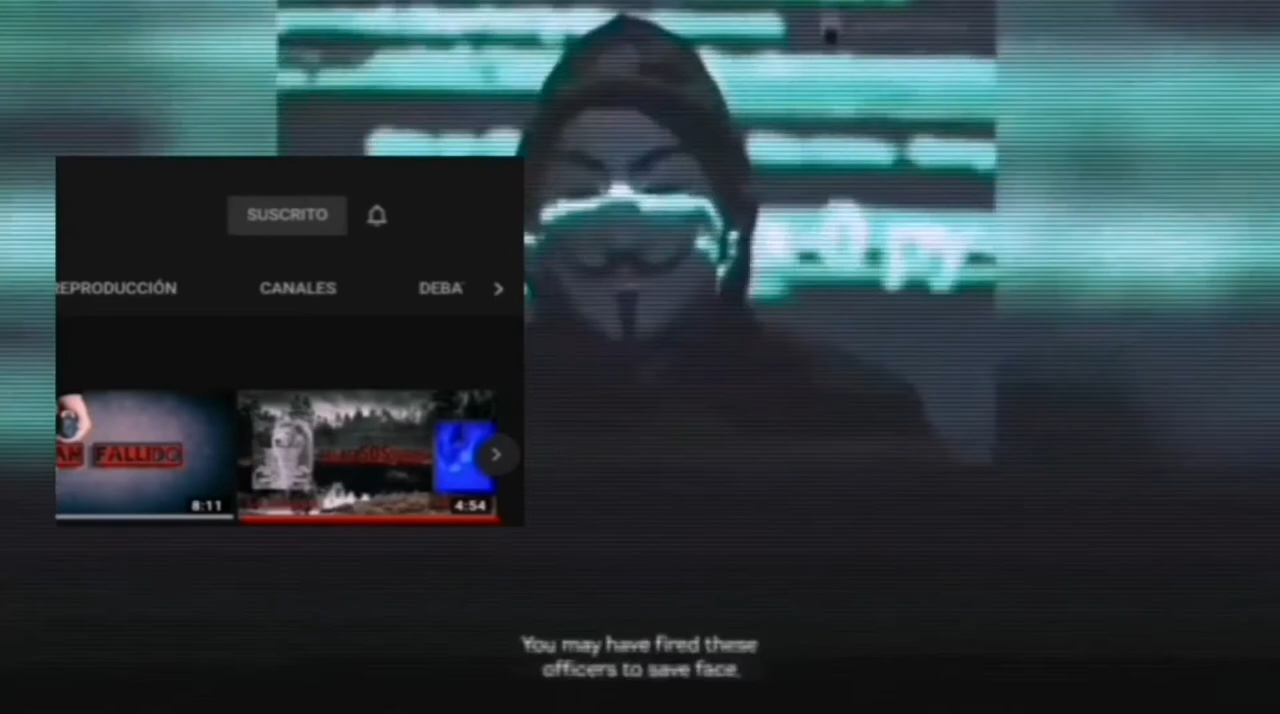 SUSCRITO
REPRODUCCIÓN CANALES DEBA
FALLIDO
8:11
4:54
You may have fired these
officers to save face.